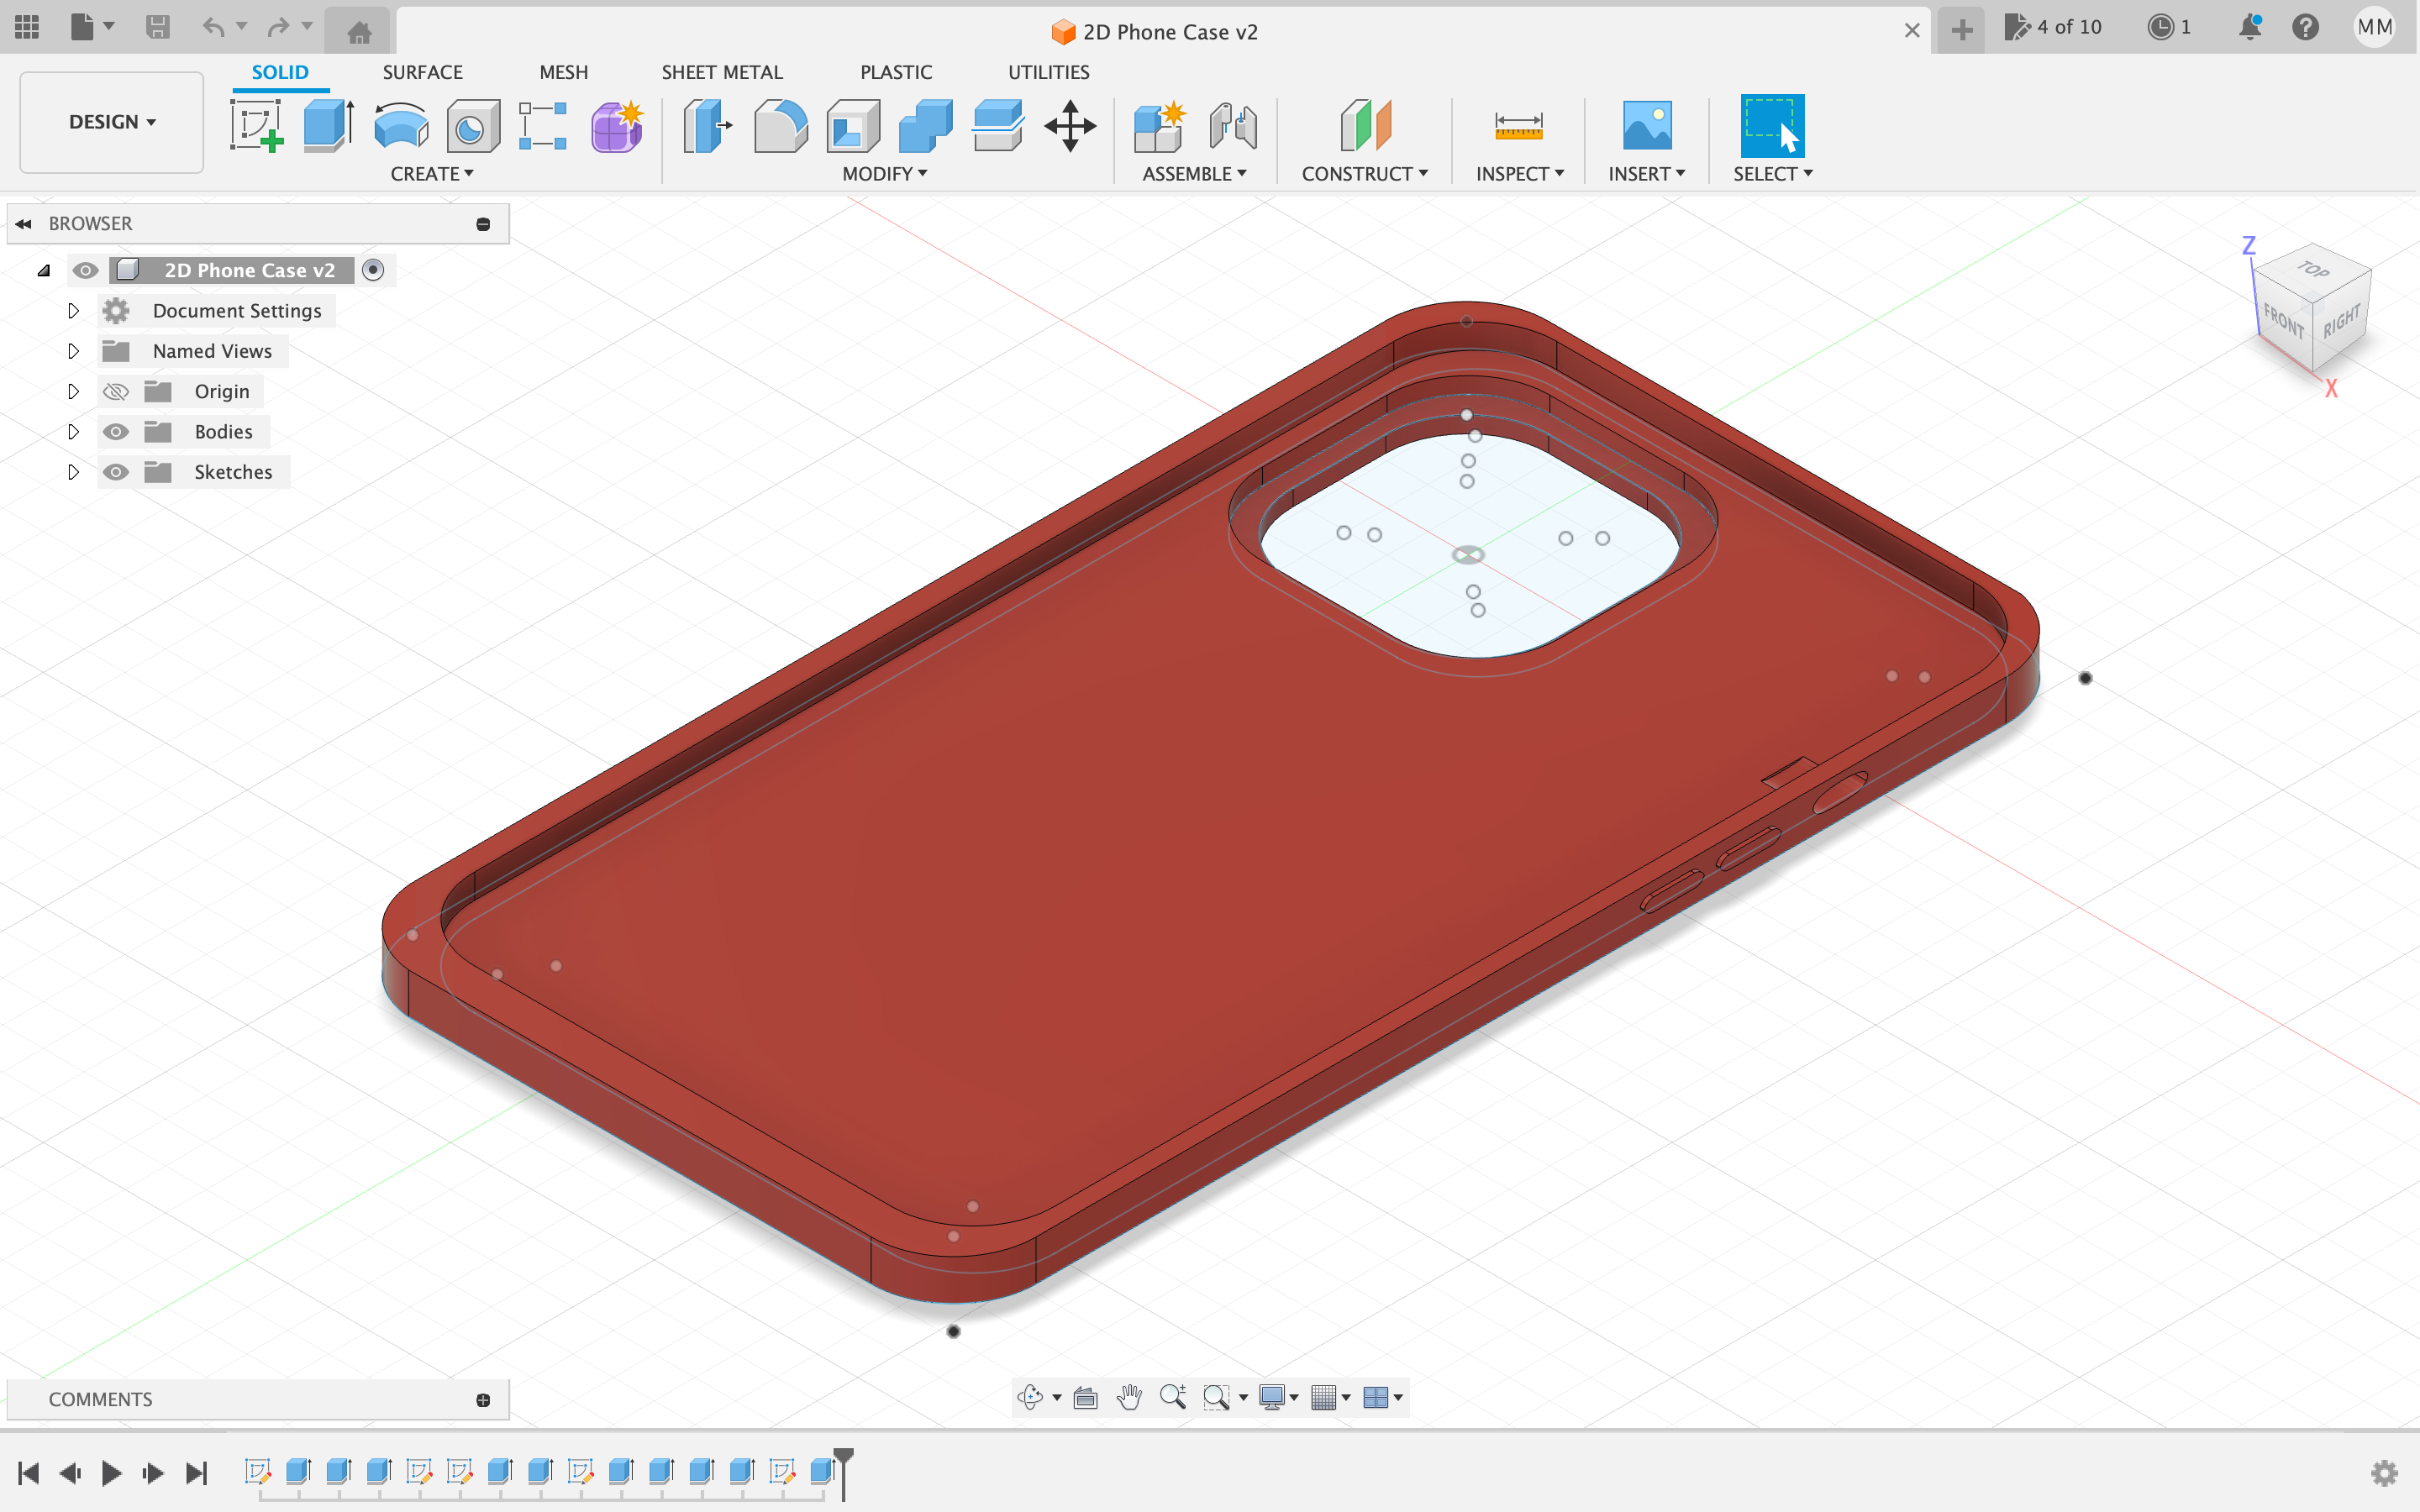 2D Phone Case v2
4 of 10
1
MM
DESIGN
SOLID
SURFACE
MESH
SHEET METAL
PLASTIC
UTILITIES
CREATE
MODIFY
ASSEMBLE
CONSTRUCT
INSPECT
INSERT
SELECT
BROWSER
2D Phone Case v2
Document Settings
Named Views
Origin
Bodies
Sketches
Z
TOP
FRONT
RIGHT
X
COMMENTS